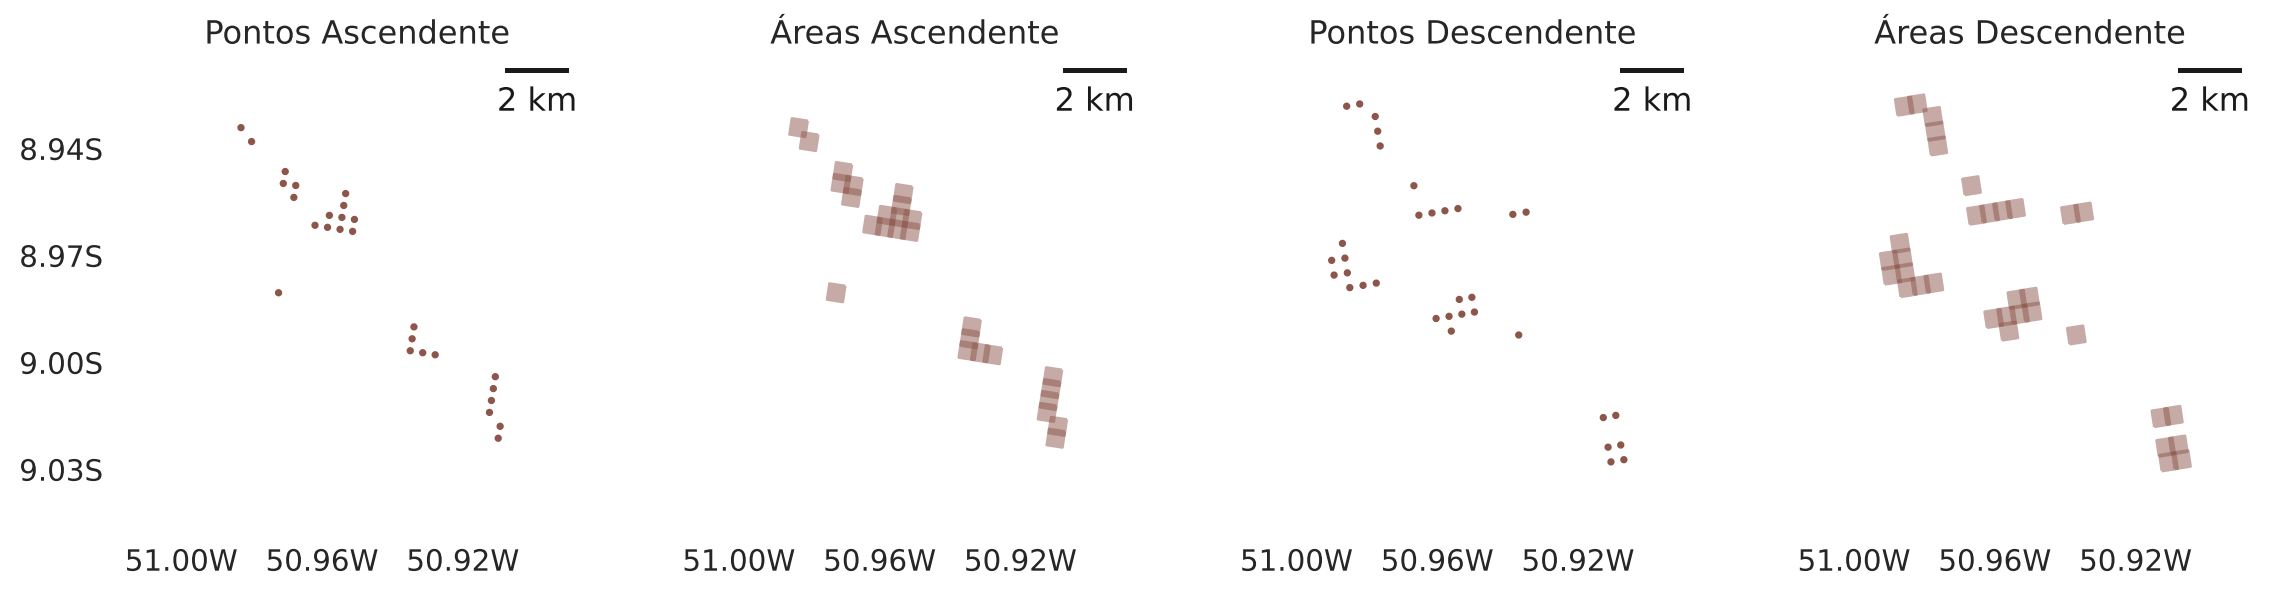 Pontos Ascendente
Áreas Ascendente
Pontos Descendente
Áreas Descendente
2 km
2 km
2 km
2 km
8.94S
8.97S
9.00S
9.03S
51.00W 50.96W 50.92W
51.00W 50.96W 50.92W
51.00W 50.96W 50.92W
51.00W 50.96W 50.92W